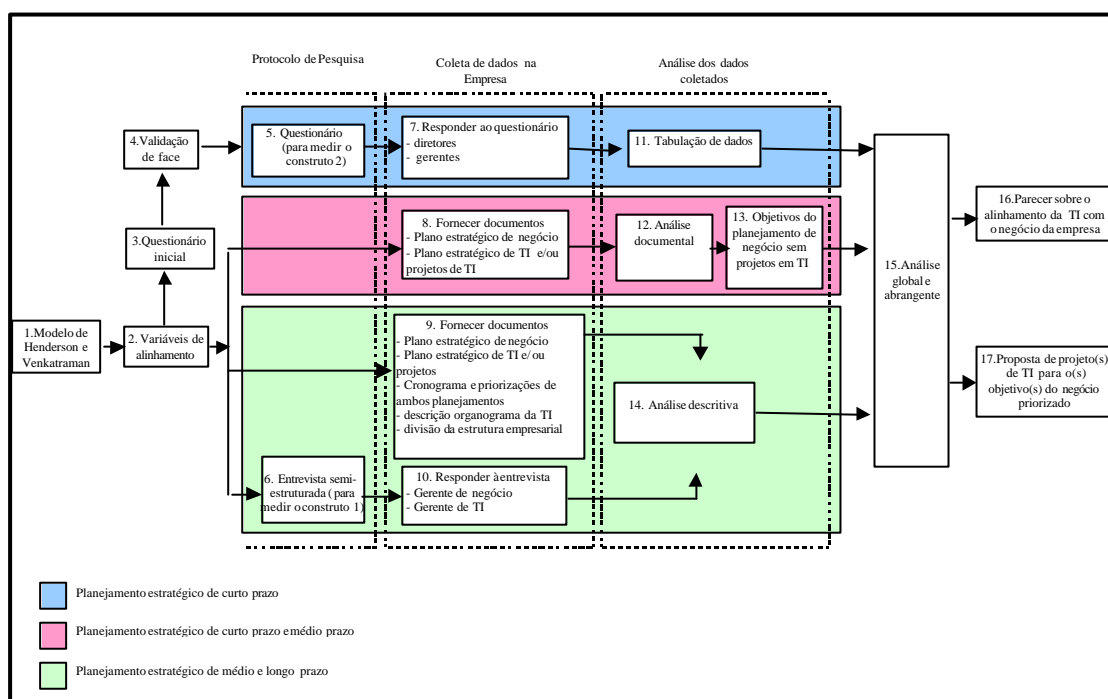 Protocolo de Pesquisa
Coleta de dados na
Empresa
Análise dos dados
coletados
4.Validação
de face
5. Questionário
(para medir o
construto 2)
7. Responder ao questionário
- diretores
- gerentes
11. Tabulação de dados
3.Questionário
inicial
8. Fornecer documentos
- Plano estratégico de negócio
- Plano estratégico de TI e/ou
projetos de TI
12. Análise
documental
13. Objetivos do
planejamento de
negócio sem
projetos em TI
1.Modelo de
Henderson e
Venkatraman
2. Variáveis de
alinhamento
9. Fornecer documentos
- Plano estratégico de negócio
- Plano estratégico de TI e/ ou
projetos
- Cronograma e priorizações de
ambos planejamentos
- descrição organograma da TI
- divisão da estrutura empresarial
14. Análise descritiva
6. Entrevista semi-
estruturada ( para
medir o construto 1)
10. Responder à entrevista
- Gerente de negócio
- Gerente de TI
15.Análise
global e
abrangente
16.Parecer sobre o
alinhamento da TI com
o negócio da empresa
17.Proposta de projeto(s)
de TI para o(s)
objetivo(s) do negócio
priorizado
Planejamento estratégico de curto prazo
Planejamento estratégico de curto prazo e médio prazo
Planejamento estratégico de médio e longo prazo